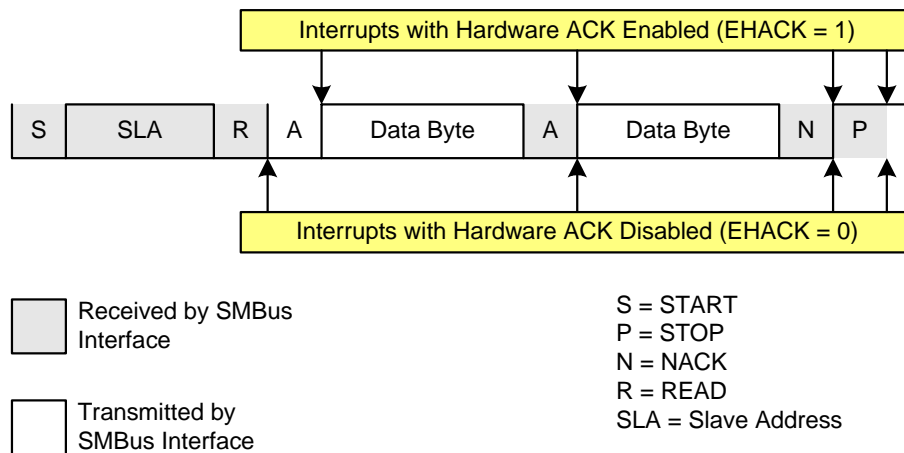 Interrupts with Hardware ACK Enabled (EHACK = 1)
S SLA R A Data Byte A Data Byte N P
Interrupts with Hardware ACK Disabled (EHACK = 0)
Received by SMBus
Interface
Transmitted by
SMBus Interface
S = START
P = STOP
N = NACK
R = READ
SLA = Slave Address